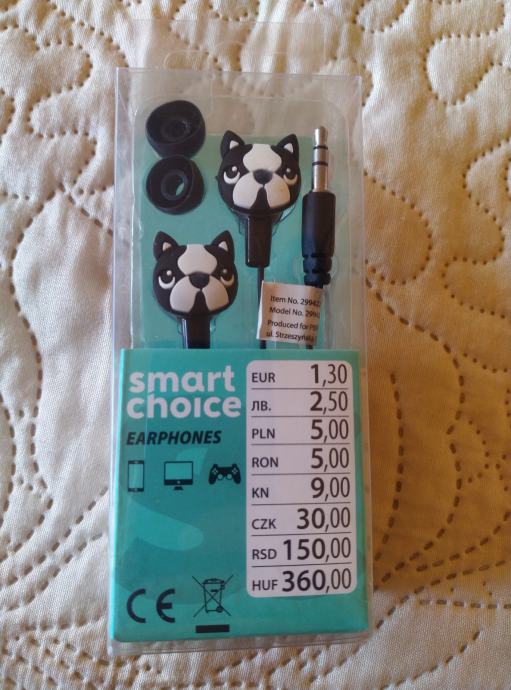 Item No. 29942
Model No. 2994
Produced for
ul. Strzeszyńska
smart
choice
EARPHONES
EUR 1,30
ЛВ. 2,50
PLN 5,00
RON 5,00
KN 9,00
CZK 30,00
RSD 150,00
HUF 360,00
CE